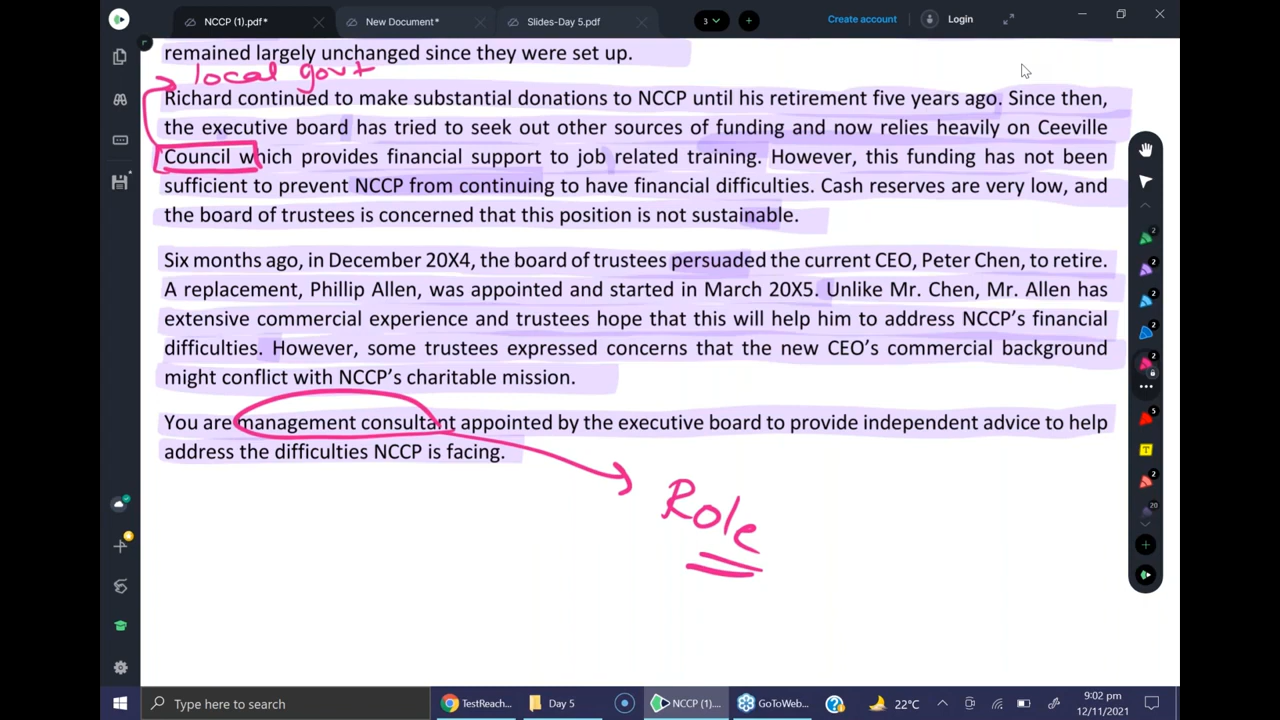 NCCP (1).pdf*
New Document*
Slides-Day 5.pdf
3
Create account
Login
remained largely unchanged since they were set up.
local govt
Richard continued to make substantial donations to NCCP until his retirement five years ago. Since then,
the executive board has tried to seek out other sources of funding and now relies heavily on Ceeville
Council which provides financial support to job related training. However, this funding has not been
sufficient to prevent NCCP from continuing to have financial difficulties. Cash reserves are very low, and
the board of trustees is concerned that this position is not sustainable.
Six months ago, in December 20X4, the board of trustees persuaded the current CEO, Peter Chen, to retire.
A replacement, Phillip Allen, was appointed and started in March 20X5. Unlike Mr. Chen, Mr. Allen has
extensive commercial experience and trustees hope that this will help him to address NCCP's financial
difficulties. However, some trustees expressed concerns that the new CEO's commercial background
might conflict with NCCP's charitable mission.
You are management consultant appointed by the executive board to provide independent advice to help
address the difficulties NCCP is facing.
Role
2
2
2
2
5
T
2
20
Type here to search
TestReach...
Day 5
NCCP (1)....
GoToWeb...
22°C
9:02 pm
12/11/2021